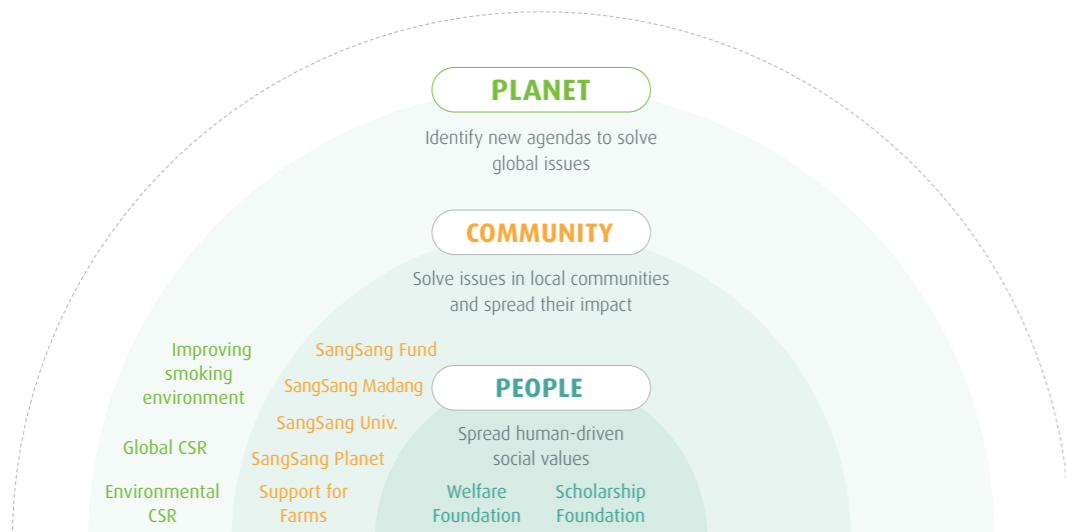 PLANET
Identify new agendas to solve
global issues
COMMUNITY
Solve issues in local communities
and spread their impact
Improving
smoking
environment
Global CSR
Environmental
CSR
SangSang Fund
SangSang Madang
SangSang Univ.
SangSang Planet
Support for
Farms
PEOPLE
Spread human-driven
social values
Welfare
Foundation
Scholarship
Foundation